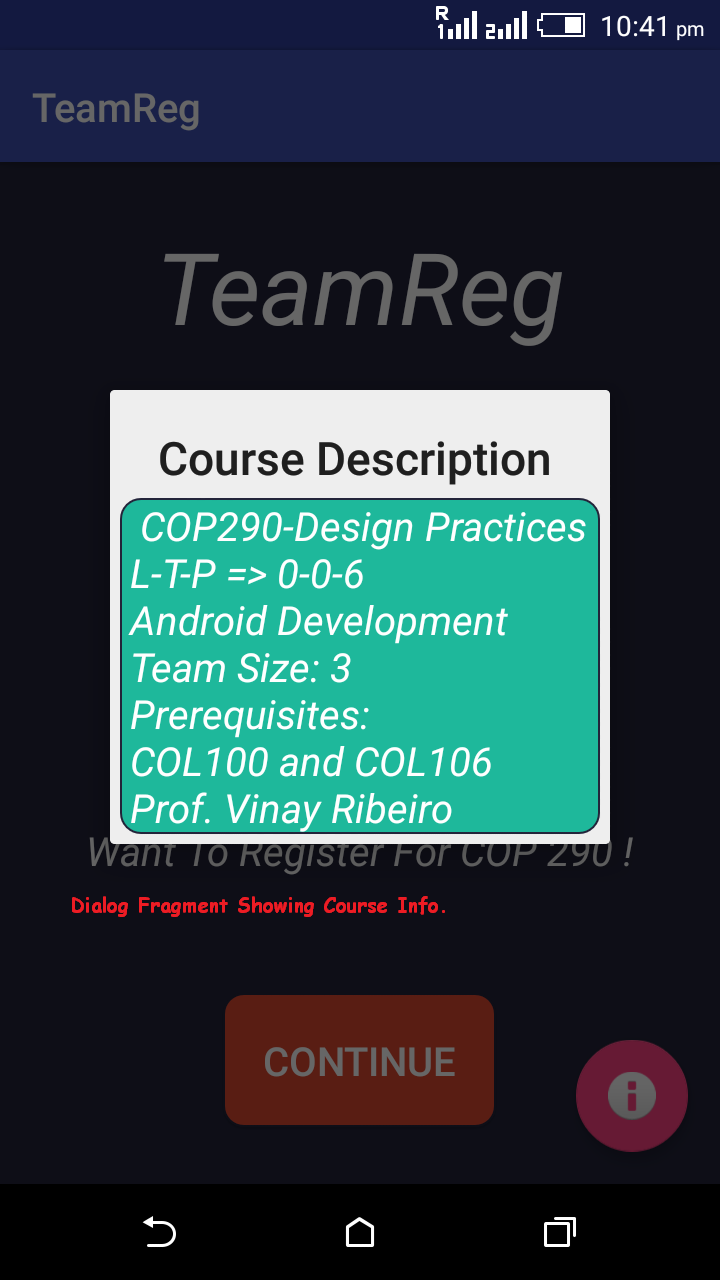 R
1 2 10:41 pm
TeamReg
TeamReg
Course Description
COP290-Design Practices
L-T-P => 0-0-6
Android Development
Team Size: 3
Prerequisites:
COL100 and COL106
Prof. Vinay Ribeiro
Want To Register For COP 290 !
Dialog Fragment Showing Course Info.
CONTINUE
i